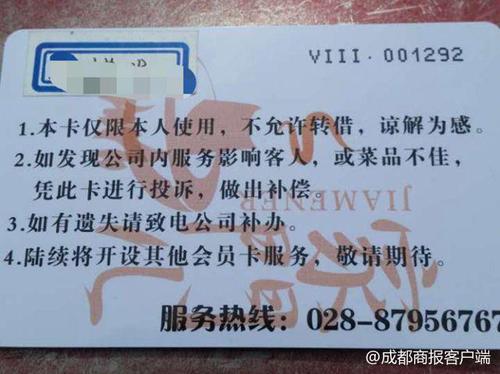 VIII·001292
1.本卡仅限本人使用，不允许转借，谅解为感。
2.如发现公司内服务影响客人，或菜品不佳，
凭此卡进行投诉，做出补偿。
JIAMENER
3.如有遗失请致电公司补办。
4.陆续将开设其他会员卡服务，敬请期待。
服务热线：028-87956767
@成都商报客户端